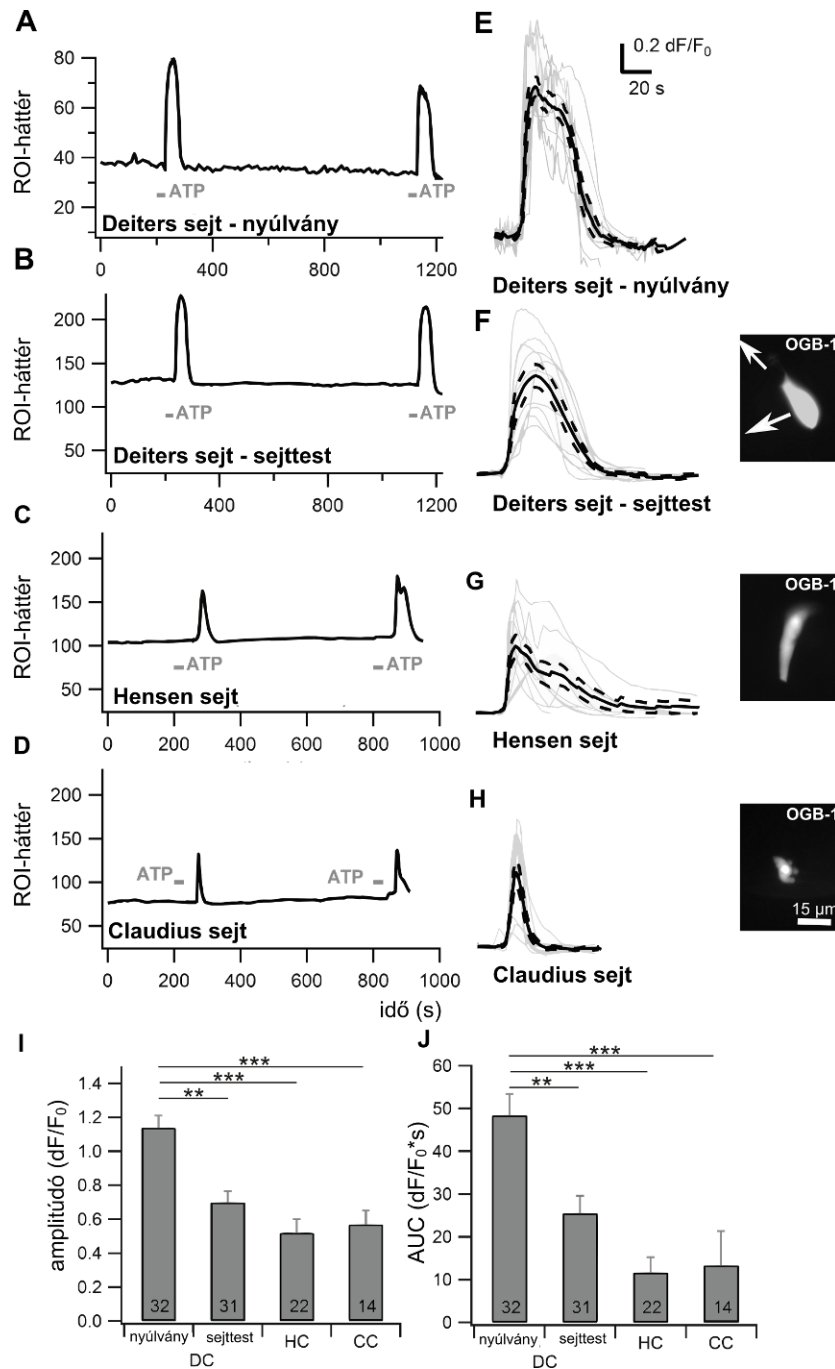 A
80
60
40
20
ROI-háttér
ATP
ATP
Deiters sejt - nyúlvány
0
400
800
1200
E
0.2 dF/F0
20 s
Deiters sejt - nyúlvány
B
200
150
100
50
ROI-háttér
ATP
ATP
Deiters sejt - sejttest
0
400
800
1200
F
OGB-1
Deiters sejt - sejttest
C
200
150
100
50
ROI-háttér
ATP
ATP
Hensen sejt
0
200
400
600
800
1000
G
OGB-1
Hensen sejt
D
200
150
100
50
ROI-háttér
ATP
ATP
Claudius sejt
0
200
400
600
800
1000
idő (s)
H
OGB-1
15 µm
Claudius sejt
I
***
***
**
1.4
1.2
1.0
0.8
0.6
0.4
0.2
0.0
amplitúdó (dF/F0)
32
31
22
14
nyúlvány
sejttest
HC
CC
DC
J
***
***
**
60
50
40
30
20
10
0
AUC (dF/F0*s)
32
31
22
14
nyúlvány
sejttest
HC
CC
DC